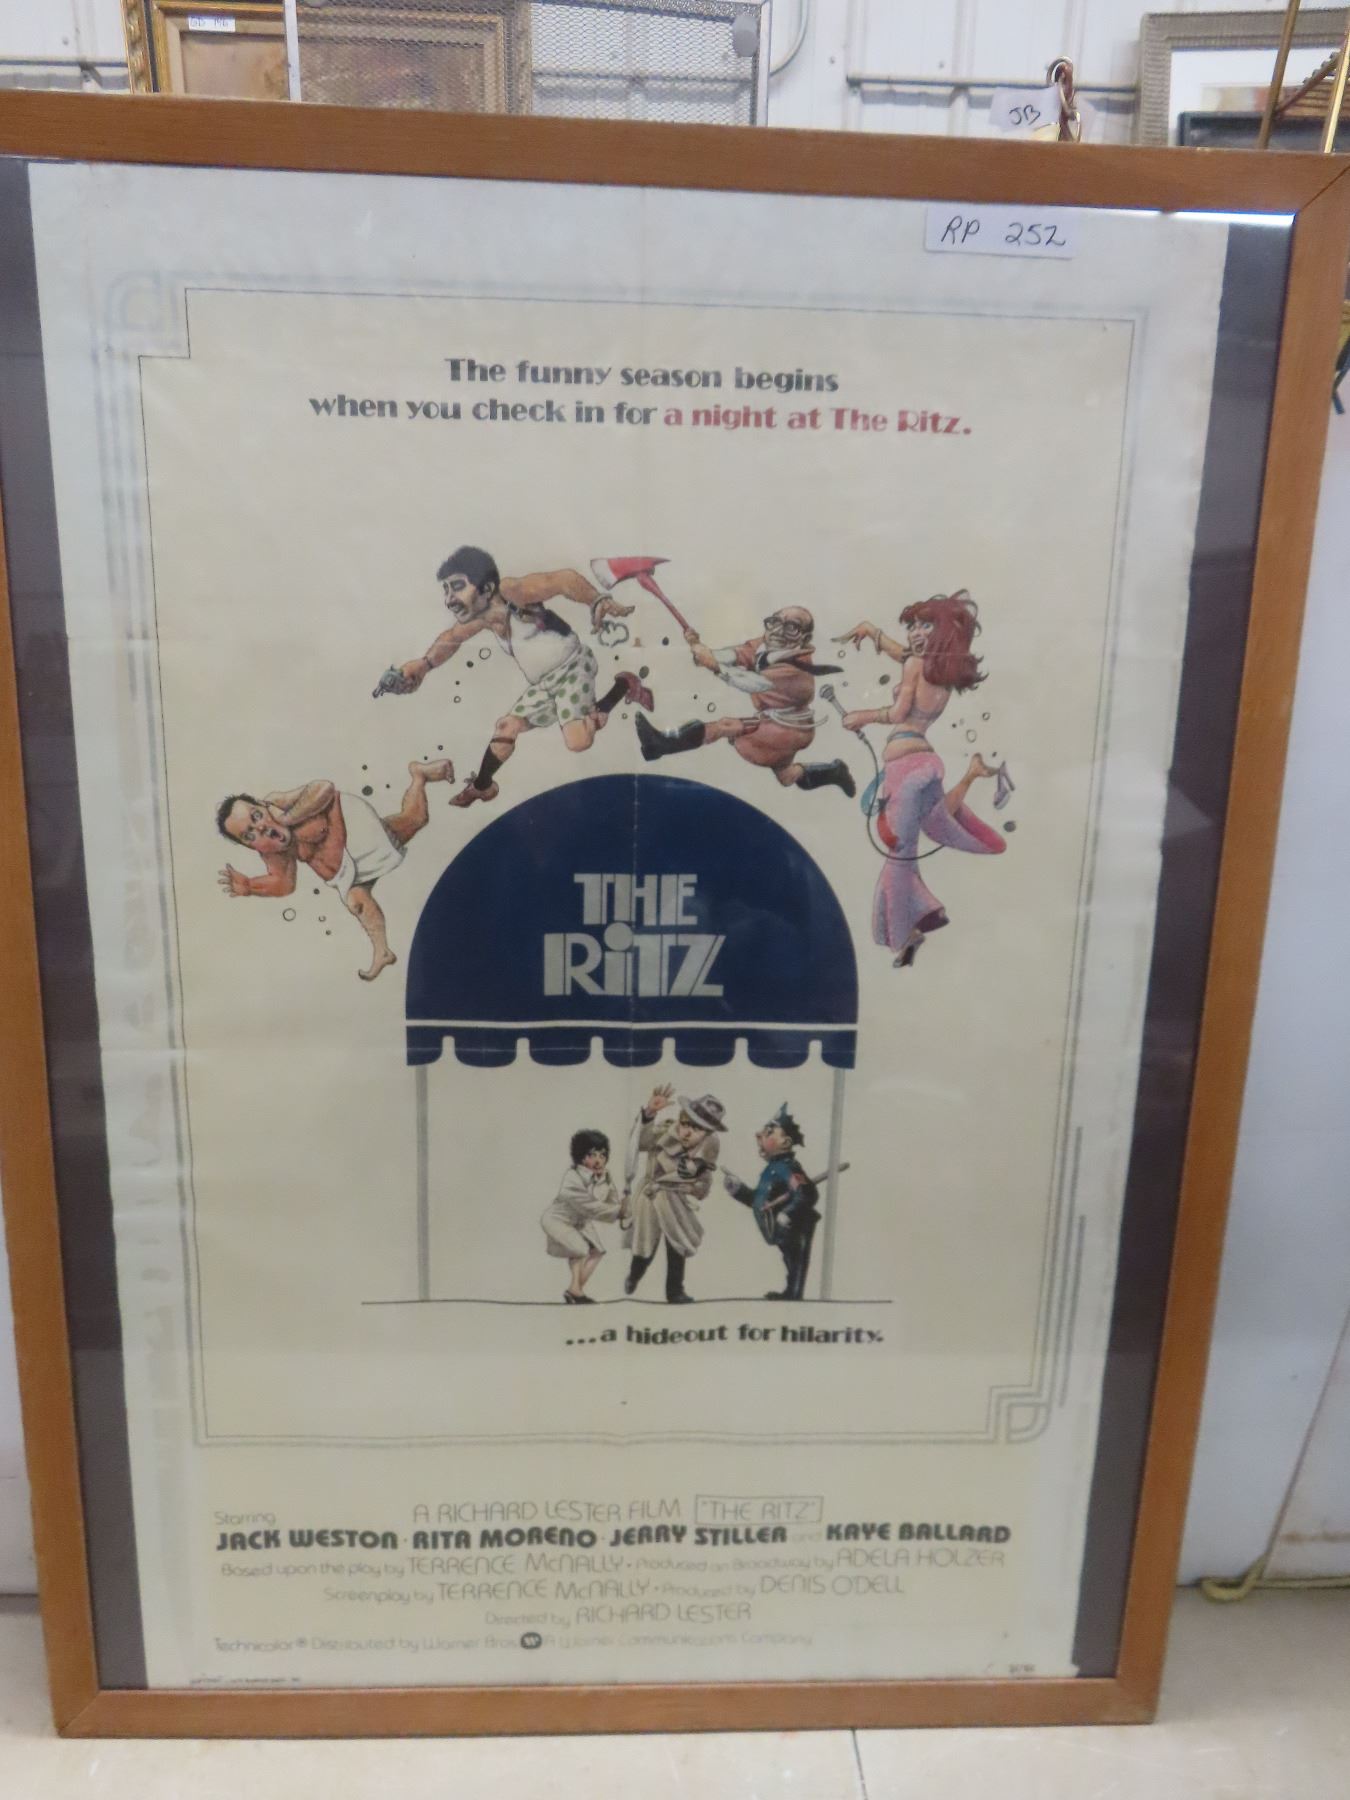 GD 196
JB
RP 252
The funny season begins
when you check in for a night at The Ritz.
THE
RiTZ
...a hideout for hilarity.
Starring
A RICHARD LESTER FILM "THE RITZ"
JACK WESTON · RITA MORENO · JERRY STILLER and KAYE BALLARD
Based upon the play by TERRENCE McNALLY · Produced on Broadway by ADELA HOLZER
Screenplay by TERRENCE McNALLY · Produced by DENIS O'DELL
Directed by RICHARD LESTER
Technicolor® Distributed by Warner Bros. A Warner Communications Company